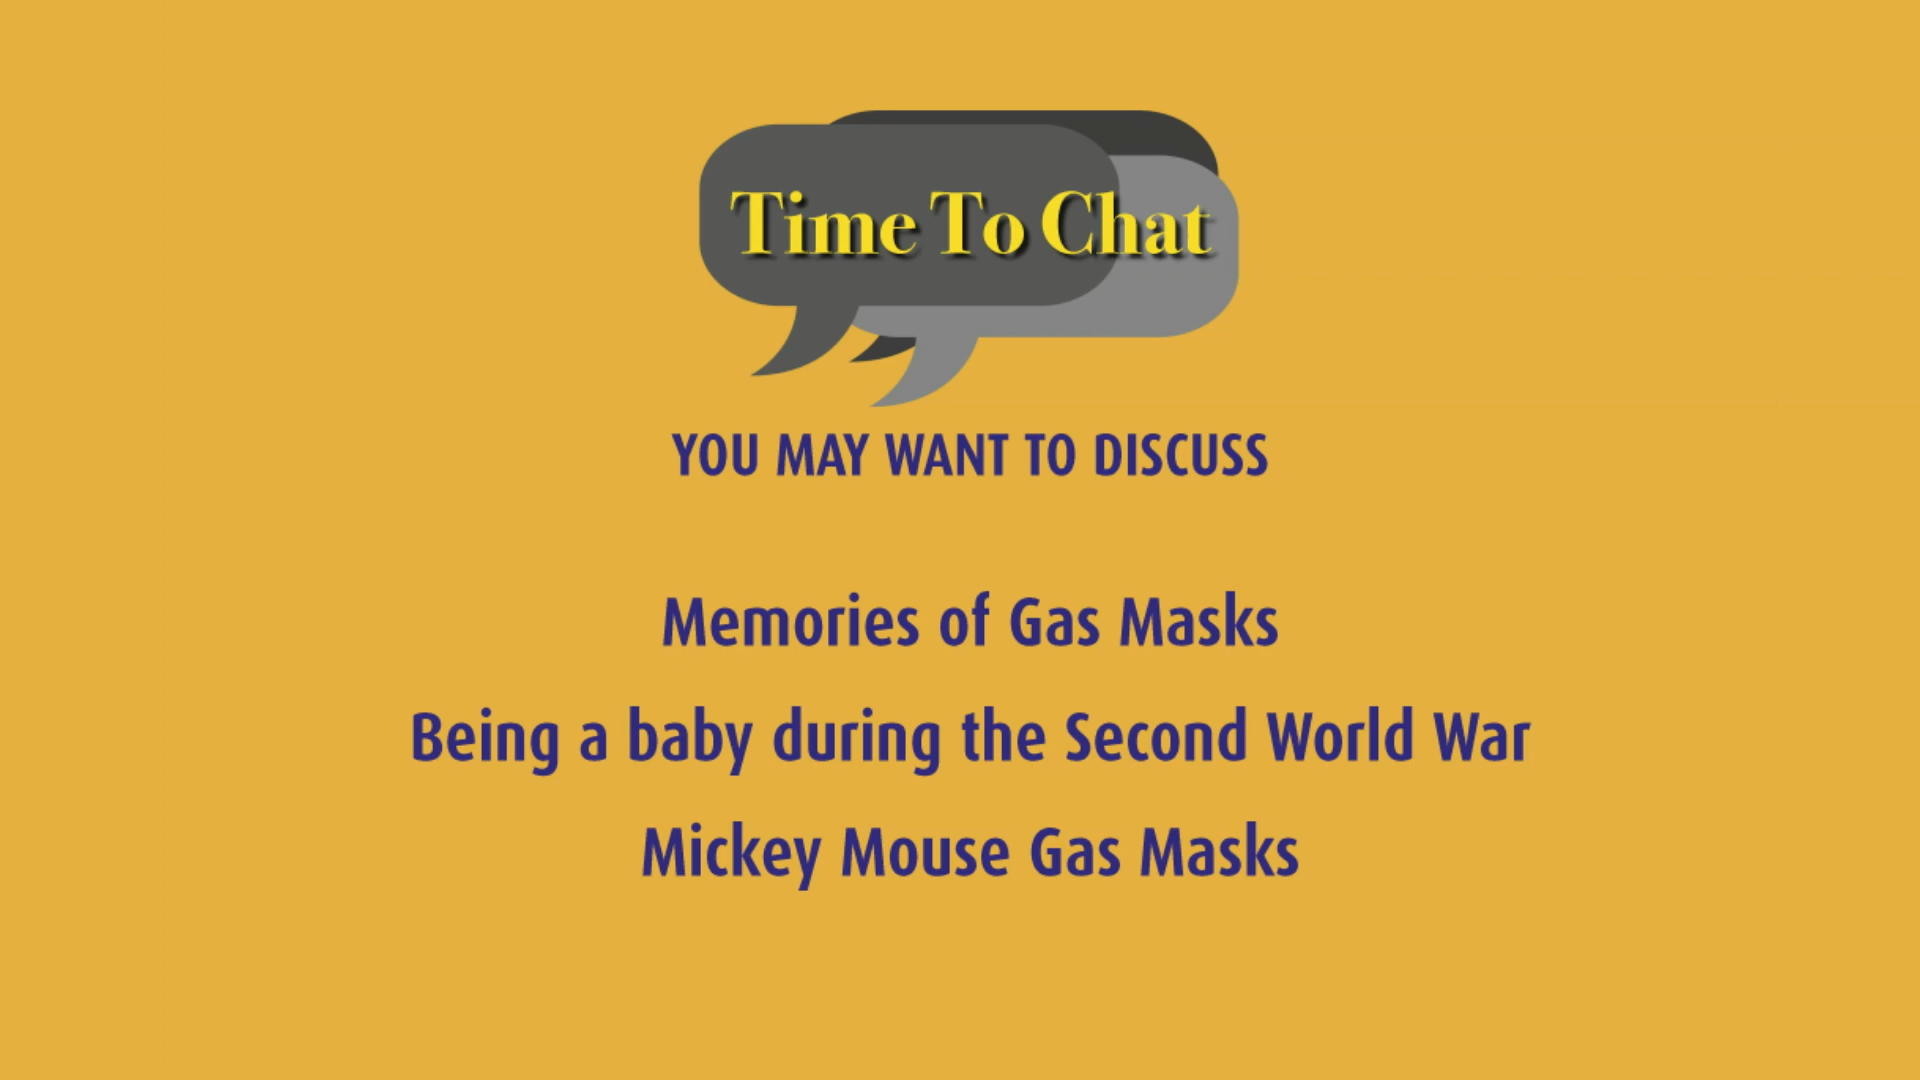 Time To Chat
YOU MAY WANT TO DISCUSS
Memories of Gas Masks
Being a baby during the Second World War
Mickey Mouse Gas Masks